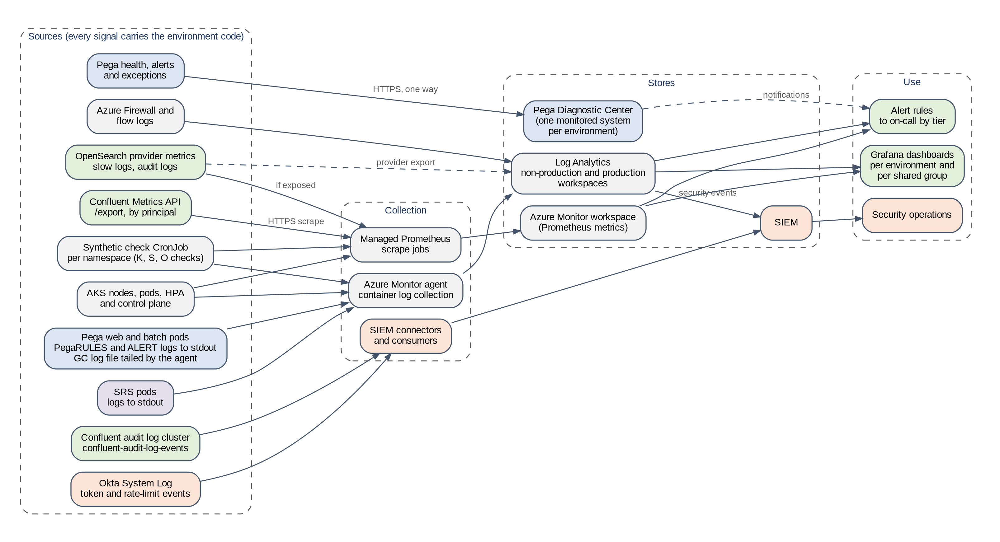 Sources (every signal carries the environment code)
Pega health, alerts
and exceptions
Azure Firewall and
flow logs
OpenSearch provider metrics
slow logs, audit logs
Confluent Metrics API
/export, by principal
Synthetic check CronJob
per namespace (K, S, O checks)
AKS nodes, pods, HPA
and control plane
Pega web and batch pods
PegaRULES and ALERT logs to stdout
GC log file tailed by the agent
SRS pods
logs to stdout
Confluent audit log cluster
confluent-audit-log-events
Okta System Log
token and rate-limit events
HTTPS, one way
provider export
if exposed
HTTPS scrape
Collection
Managed Prometheus
scrape jobs
Azure Monitor agent
container log collection
SIEM connectors
and consumers
Stores
Pega Diagnostic Center
(one monitored system
per environment)
Log Analytics
non-production and production
workspaces
Azure Monitor workspace
(Prometheus metrics)
SIEM
notifications
security events
Use
Alert rules
to on-call by tier
Grafana dashboards
per environment and
per shared group
Security operations